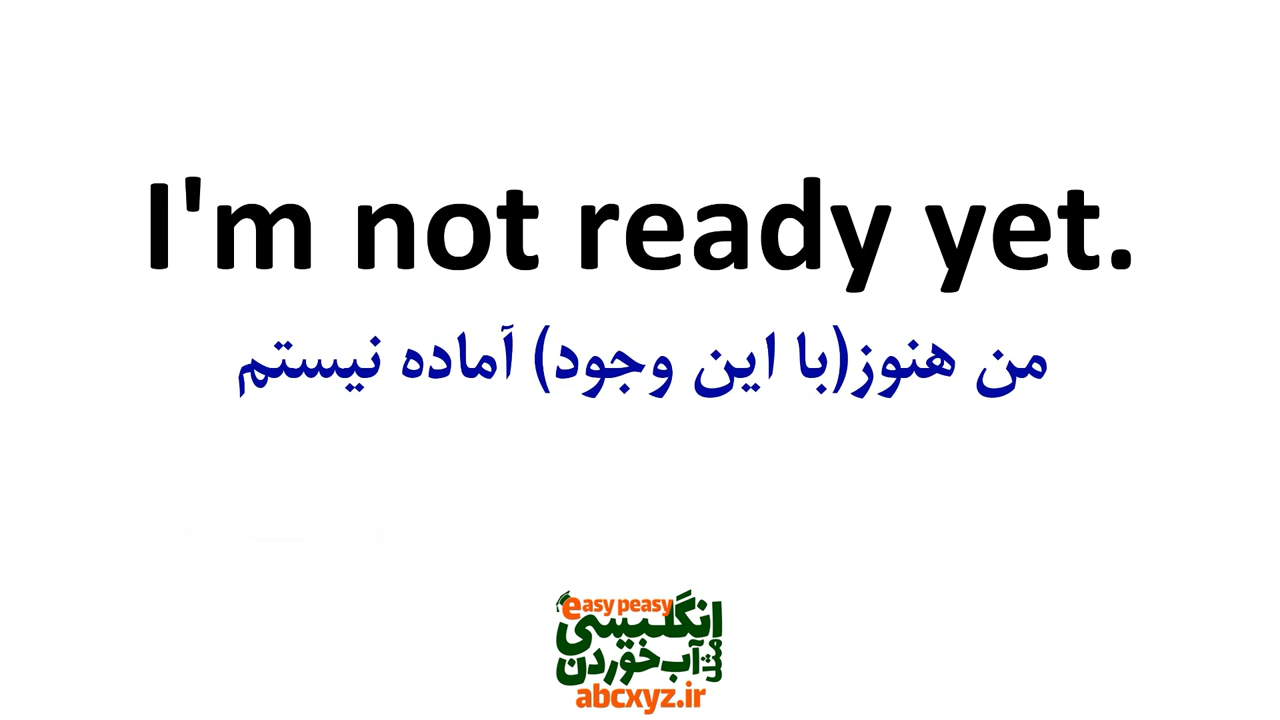 I'm not ready yet.
من هنوز(با این وجود) آماده نیستم
easy peasy
انگلیسی
مثل آب خوردن
abcxyz.ir